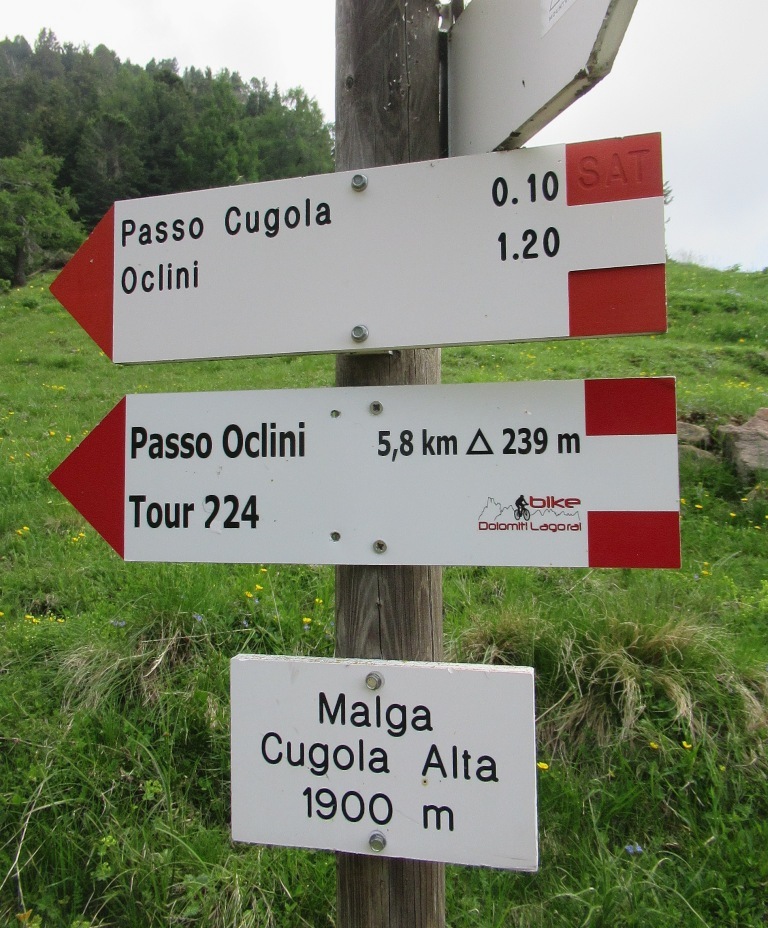 SAT
Passo Cugola 0.10
Oclini 1.20
Passo Oclini 5,8 km △ 239 m
Tour 224
bike
Dolomiti Lagorai
Malga
Cugola Alta
1900 m